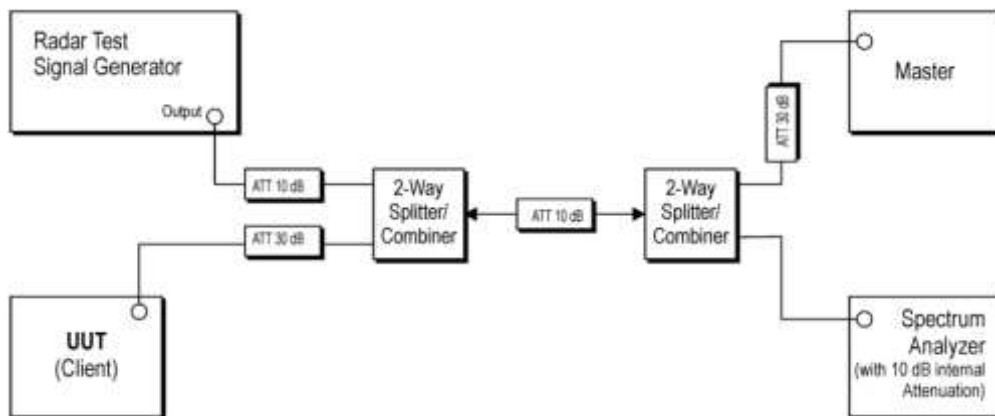 Radar Test
Signal Generator
Output
ATT 10 dB
ATT 30 dB
2-Way
Splitter/
Combiner
ATT 10 dB
2-Way
Splitter/
Combiner
ATT 30 dB
Master
UUT
(Client)
Spectrum
Analyzer
(with 10 dB internal
Attenuation)